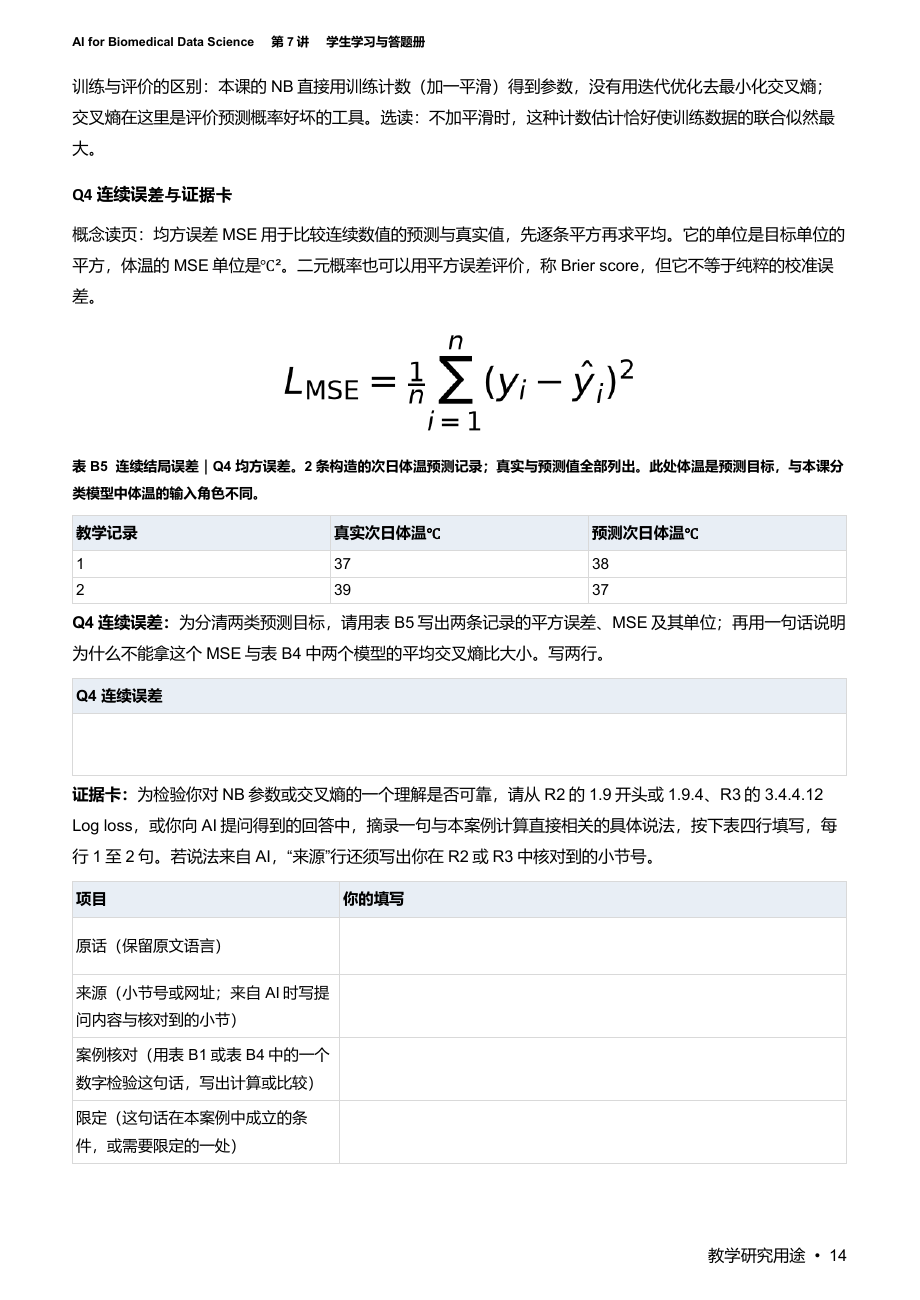 AI for Biomedical Data Science 第 7 讲 学生学习与答题册
训练与评价的区别：本课的 NB 直接用训练计数（加一平滑）得到参数，没有用迭代优化去最小化交叉熵；
交叉熵在这里是评价预测概率好坏的工具。选读：不加平滑时，这种计数估计恰好使训练数据的联合似然最
大。
Q4 连续误差与证据卡
概念读页：均方误差 MSE 用于比较连续数值的预测与真实值，先逐条平方再求平均。它的单位是目标单位的
平方，体温的 MSE 单位是℃²。二元概率也可以用平方误差评价，称 Brier score，但它不等于纯粹的校准误
差。
L_MSE = 1/n ∑_{i = 1}^{n} (y_i − ŷ_i)²
表 B5 连续结局误差｜Q4 均方误差。2 条构造的次日体温预测记录；真实与预测值全部列出。此处体温是预测目标，与本课分
类模型中体温的输入角色不同。
教学记录 真实次日体温℃ 预测次日体温℃
1 37 38
2 39 37
Q4 连续误差：为分清两类预测目标，请用表 B5 写出两条记录的平方误差、MSE 及其单位；再用一句话说明
为什么不能拿这个 MSE 与表 B4 中两个模型的平均交叉熵比大小。写两行。
Q4 连续误差
证据卡：为检验你对 NB 参数或交叉熵的一个理解是否可靠，请从 R2 的 1.9 开头或 1.9.4、R3 的 3.4.4.12
Log loss，或你向 AI 提问得到的回答中，摘录一句与本案例计算直接相关的具体说法，按下表四行填写，每
行 1 至 2 句。若说法来自 AI，“来源”行还须写出你在 R2 或 R3 中核对到的小节号。
项目 你的填写
原话（保留原文语言）
来源（小节号或网址；来自 AI 时写提
问内容与核对到的小节）
案例核对（用表 B1 或表 B4 中的一个
数字检验这句话，写出计算或比较）
限定（这句话在本案例中成立的条
件，或需要限定的一处）
教学研究用途 • 14